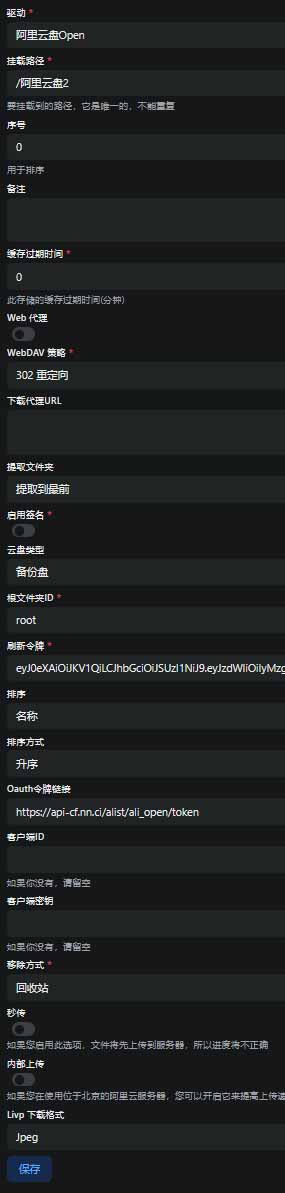 驱动 *
阿里云盘Open
挂载路径 *
/阿里云盘2
要挂载到的路径，它是唯一的，不能重复
序号
0
用于排序
备注
缓存过期时间 *
0
此存储的缓存过期时间(分钟)
Web 代理
WebDAV 策略 *
302 重定向
下载代理URL
提取文件夹
提取到最前
启用签名 *
云盘类型
备份盘
根文件夹ID *
root
刷新令牌 *
eyJ0eXAiOiJKV1QiLCJhbGciOiJSUzI1NiJ9.eyJzdWIiOiIyMzg
排序
名称
排序方式
升序
Oauth令牌链接
https://api-cf.nn.ci/alist/ali_open/token
客户端ID
如果你没有，请留空
客户端密钥
如果你没有，请留空
移除方式 *
回收站
秒传
如果您启用此选项，文件将先上传到服务器，所以进度将不正确
内部上传
如果您在使用位于北京的阿里云服务器，您可以开启它来提高上传速
Livp 下载格式
Jpeg
保存